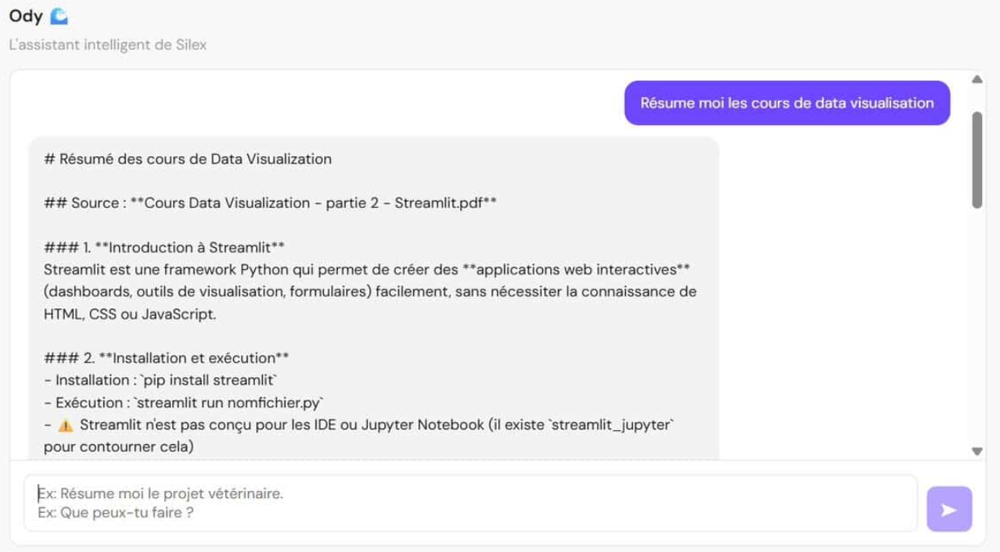 Ody 🌊
L'assistant intelligent de Silex
Résume moi les cours de data visualisation
# Résumé des cours de Data Visualization
## Source : **Cours Data Visualization - partie 2 - Streamlit.pdf**
### 1. **Introduction à Streamlit**
Streamlit est une framework Python qui permet de créer des **applications web interactives**
(dashboards, outils de visualisation, formulaires) facilement, sans nécessiter la connaissance de
HTML, CSS ou JavaScript.
### 2. **Installation et exécution**
- Installation : `pip install streamlit`
- Exécution : `streamlit run nomfichier.py`
- ⚠️ Streamlit n'est pas conçu pour les IDE ou Jupyter Notebook (il existe `streamlit_jupyter`
pour contourner cela)
Ex: Résume moi le projet vétérinaire.
Ex: Que peux-tu faire ?